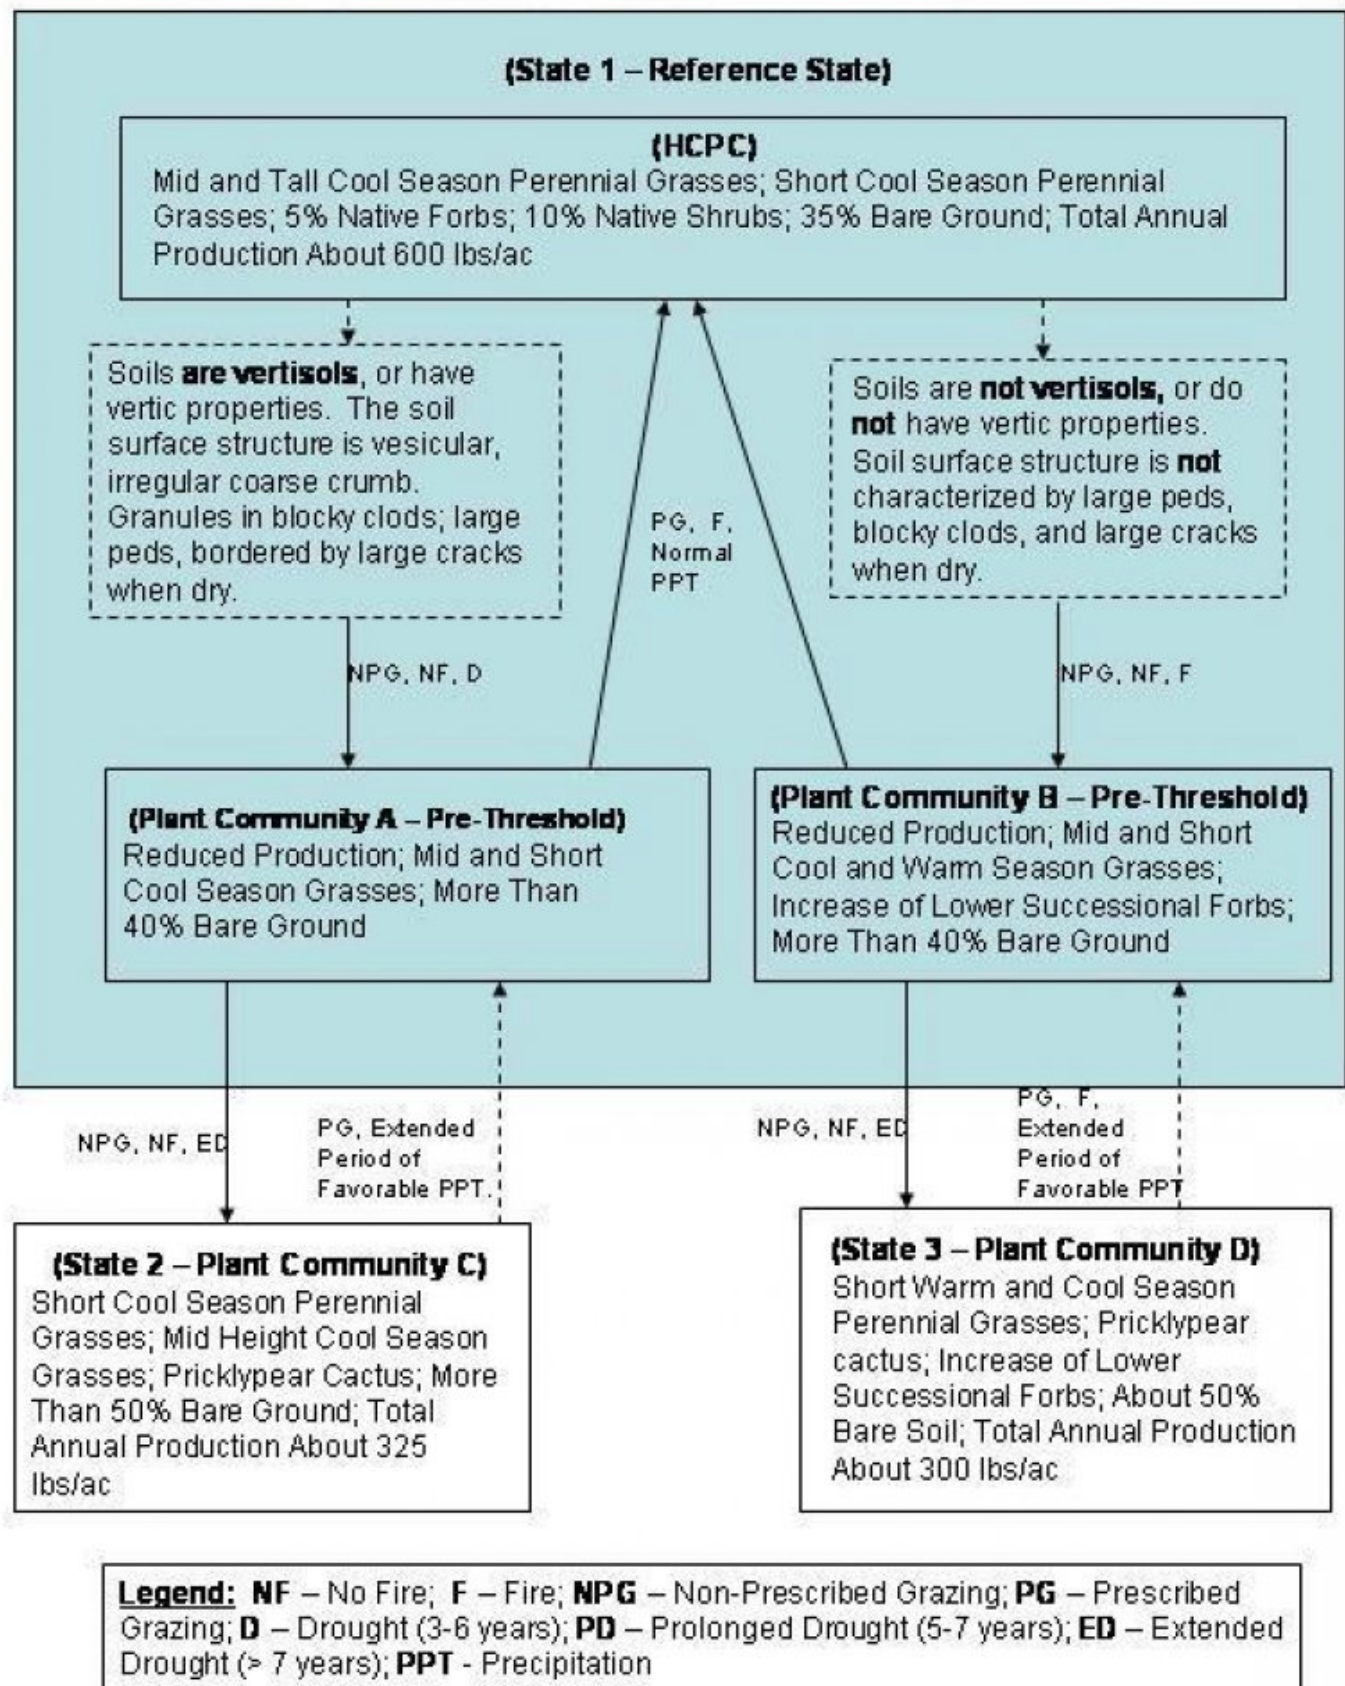 (State 1 – Reference State)
(HCPC)
Mid and Tall Cool Season Perennial Grasses; Short Cool Season Perennial
Grasses; 5% Native Forbs; 10% Native Shrubs; 35% Bare Ground; Total Annual
Production About 600 lbs/ac
Soils are vertisols, or have
vertic properties. The soil
surface structure is vesicular,
irregular coarse crumb.
Granules in blocky clods; large
peds, bordered by large cracks
when dry.
PG, F,
Normal
PPT
Soils are not vertisols, or do
not have vertic properties.
Soil surface structure is not
characterized by large peds,
blocky clods, and large cracks
when dry.
NPG, NF, D
NPG, NF, F
(Plant Community A – Pre-Threshold)
Reduced Production; Mid and Short
Cool Season Grasses; More Than
40% Bare Ground
(Plant Community B – Pre-Threshold)
Reduced Production; Mid and Short
Cool and Warm Season Grasses;
Increase of Lower Successional Forbs;
More Than 40% Bare Ground
NPG, NF, ED
PG, Extended
Period of
Favorable PPT.
NPG, NF, ED
PG, F,
Extended
Period of
Favorable PPT
(State 2 – Plant Community C)
Short Cool Season Perennial
Grasses; Mid Height Cool Season
Grasses; Pricklypear Cactus; More
Than 50% Bare Ground; Total
Annual Production About 325
lbs/ac
(State 3 – Plant Community D)
Short Warm and Cool Season
Perennial Grasses; Pricklypear
cactus; Increase of Lower
Successional Forbs; About 50%
Bare Soil; Total Annual Production
About 300 lbs/ac
Legend: NF – No Fire; F – Fire; NPG – Non-Prescribed Grazing; PG – Prescribed
Grazing; D – Drought (3-6 years); PD – Prolonged Drought (5-7 years); ED – Extended
Drought (> 7 years); PPT - Precipitation